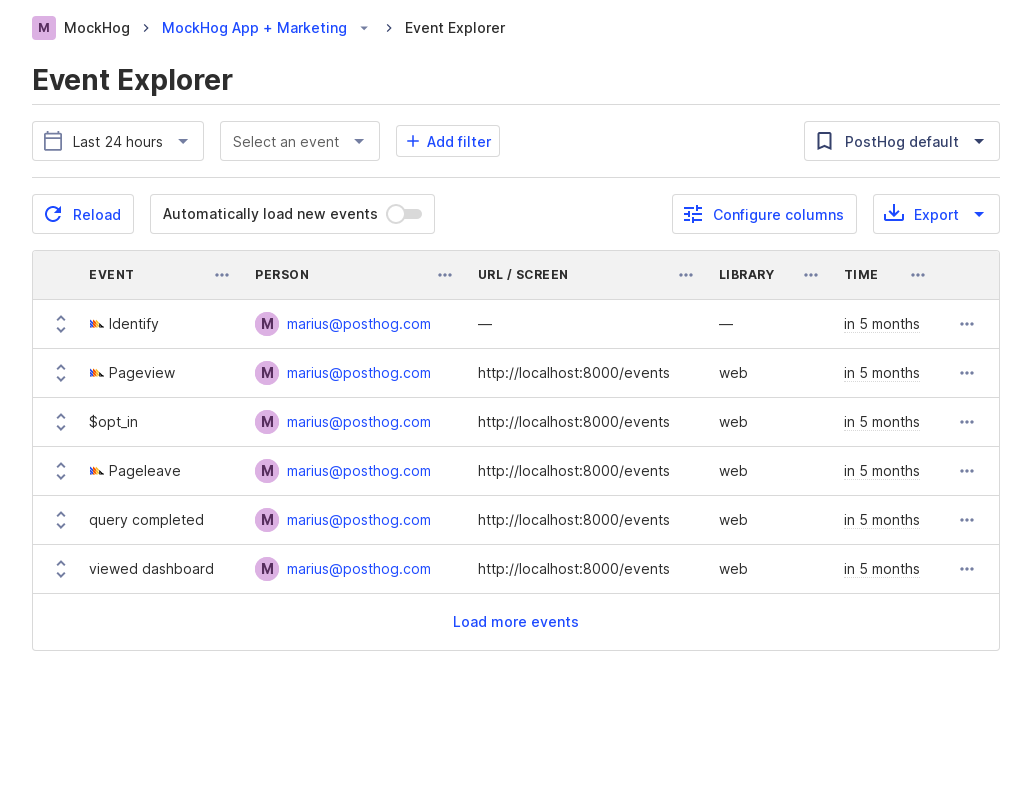 M MockHog MockHog App + Marketing Event Explorer
Event Explorer
Last 24 hours Select an event Add filter PostHog default
Reload Automatically load new events Configure columns Export
EVENT PERSON URL / SCREEN LIBRARY TIME
Identify M marius@posthog.com — — in 5 months
Pageview M marius@posthog.com http://localhost:8000/events web in 5 months
$opt_in M marius@posthog.com http://localhost:8000/events web in 5 months
Pageleave M marius@posthog.com http://localhost:8000/events web in 5 months
query completed M marius@posthog.com http://localhost:8000/events web in 5 months
viewed dashboard M marius@posthog.com http://localhost:8000/events web in 5 months
Load more events